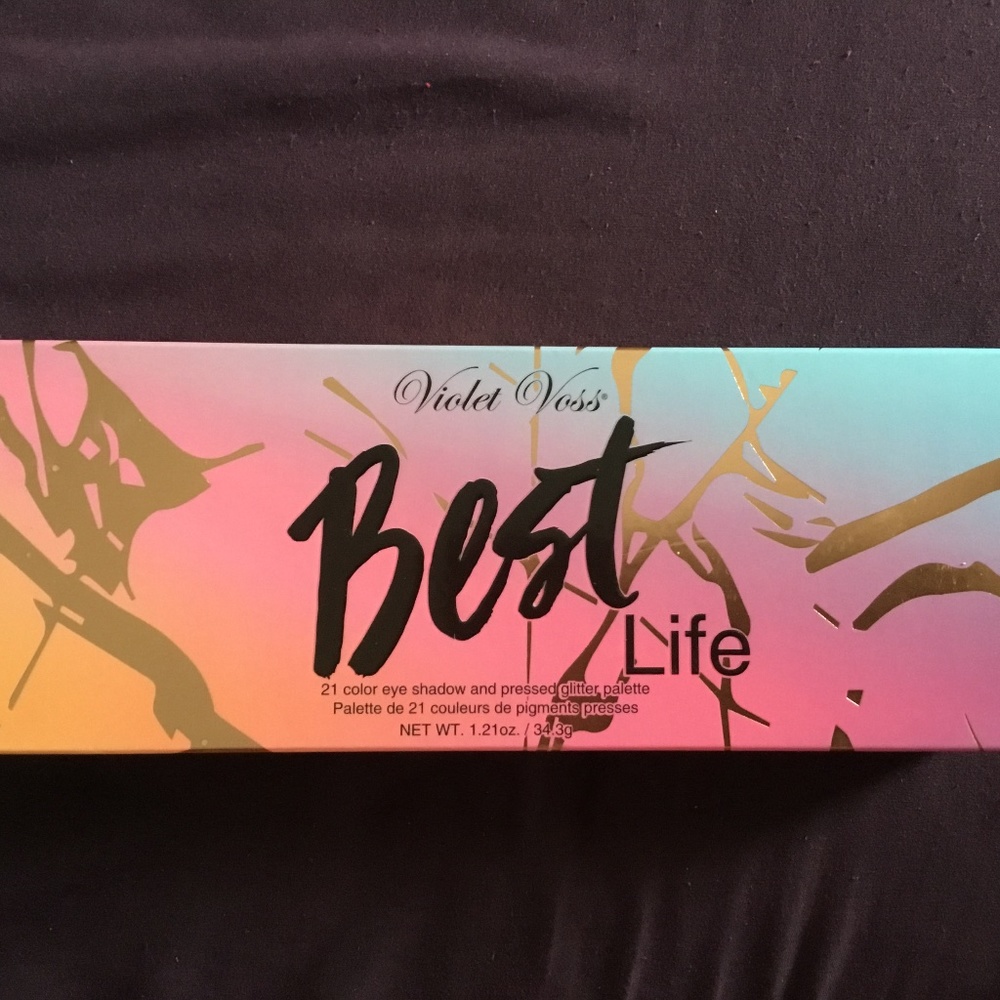 Violet Voss®
Best
Life
21 color eye shadow and pressed glitter palette
Palette de 21 couleurs de pigments presses
NET WT. 1.21oz. / 34.3g